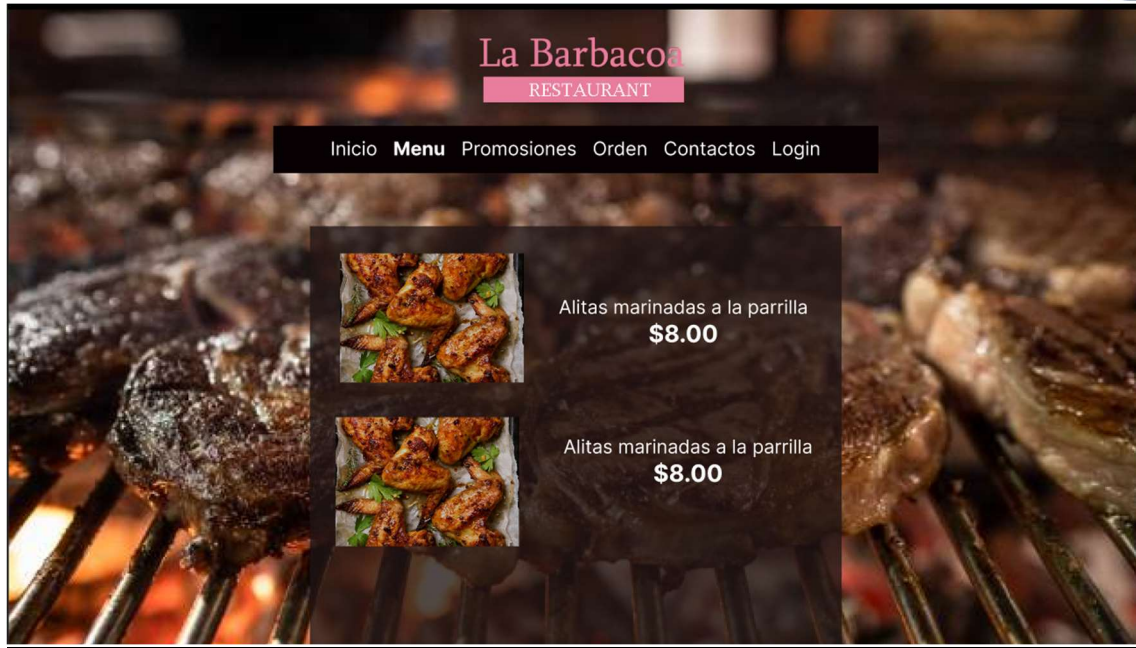 La Barbacoa
RESTAURANT
Inicio Menu Promosiones Orden Contactos Login
Alitas marinadas a la parrilla
$8.00
Alitas marinadas a la parrilla
$8.00